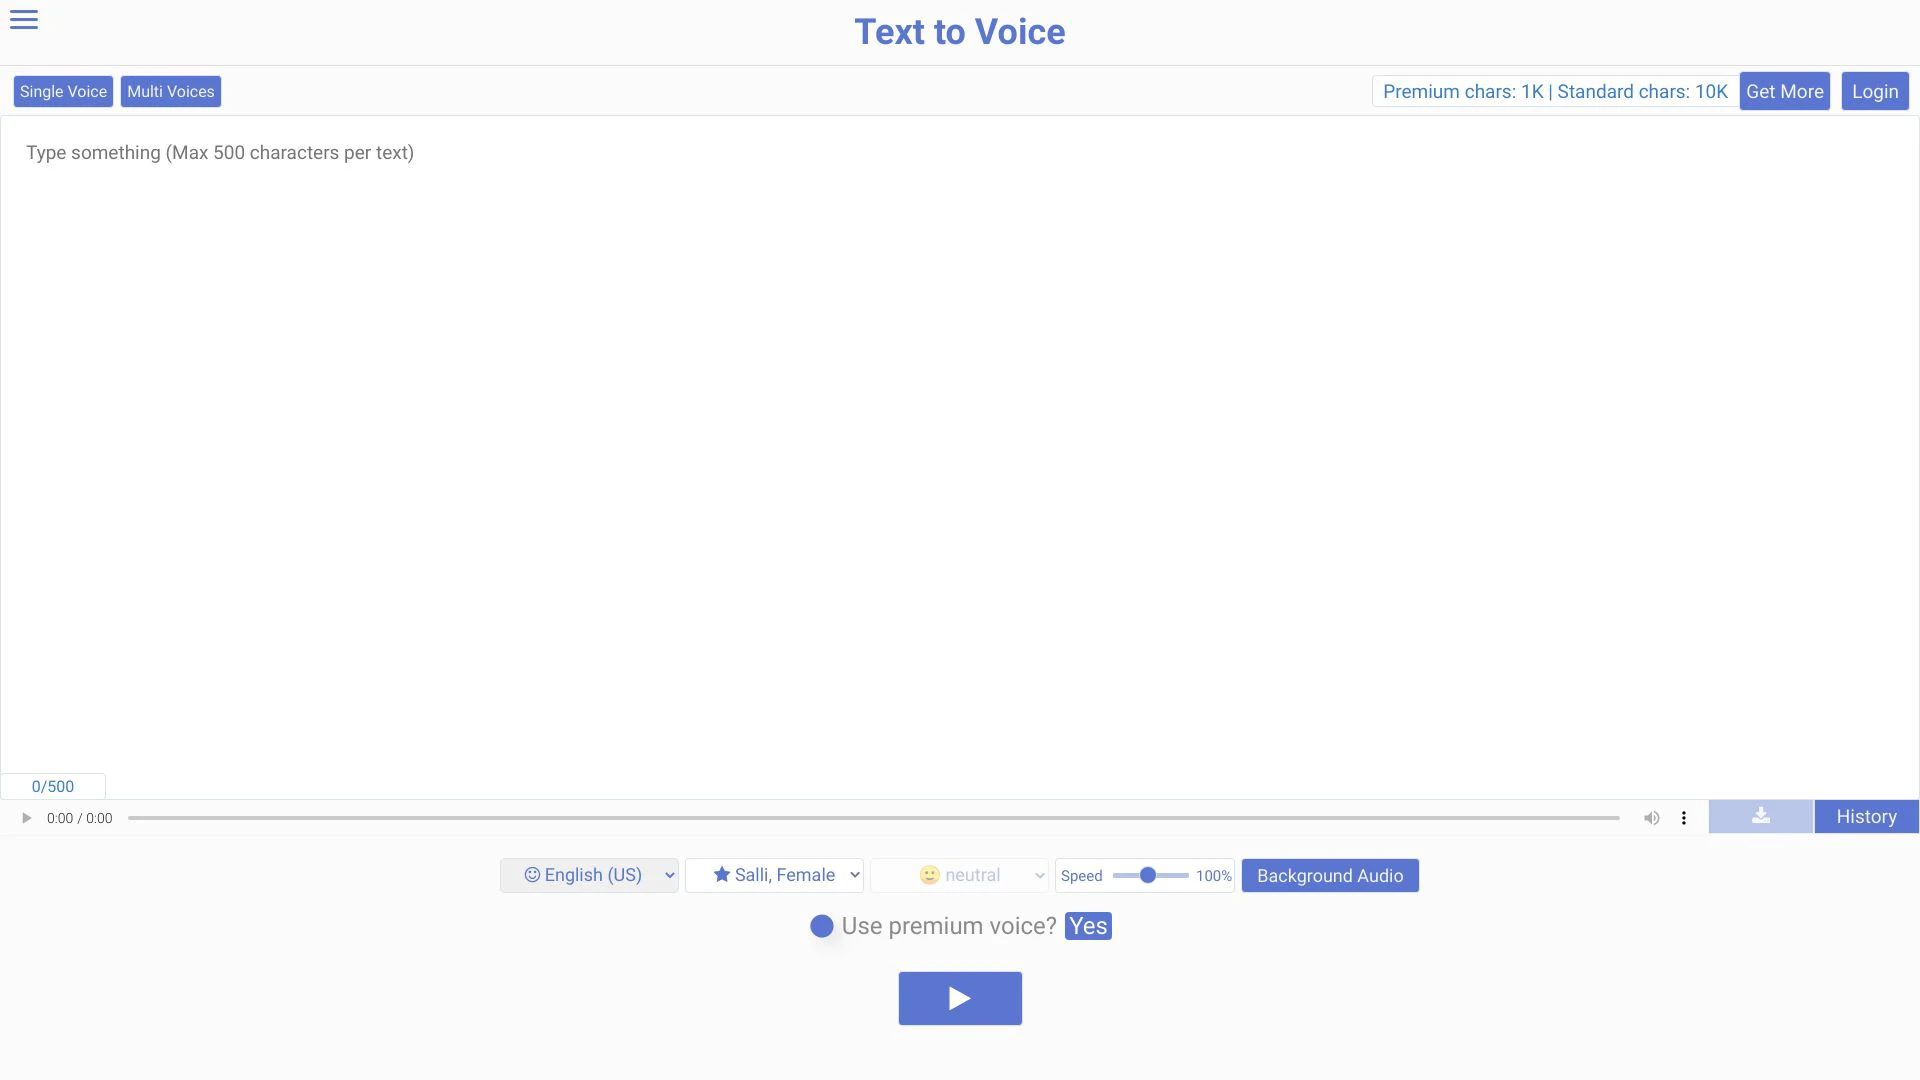 Text to Voice
Single Voice Multi Voices Premium chars: 1K | Standard chars: 10K Get More Login
Type something (Max 500 characters per text)
0/500
0:00 / 0:00 History
English (US) Salli, Female neutral Speed 100% Background Audio
Use premium voice? Yes